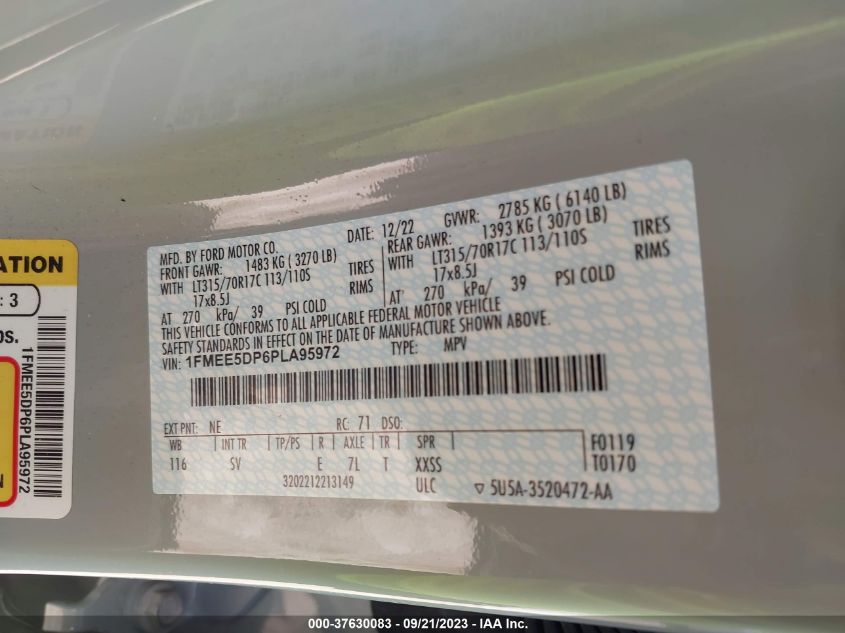 ATION
: 3
OS.
1FMEE5DP6PLA95972
N
MFD. BY FORD MOTOR CO.
DATE: 12/22
GVWR: 2785 KG ( 6140 LB)
FRONT GAWR: 1483 KG ( 3270 LB)
REAR GAWR: 1393 KG ( 3070 LB)
WITH LT315/70R17C 113/110S TIRES
WITH LT315/70R17C 113/110S TIRES
17x8.5J RIMS
17x8.5J RIMS
AT 270 kPa/ 39 PSI COLD
AT 270 kPa/ 39 PSI COLD
THIS VEHICLE CONFORMS TO ALL APPLICABLE FEDERAL MOTOR VEHICLE
SAFETY STANDARDS IN EFFECT ON THE DATE OF MANUFACTURE SHOWN ABOVE.
VIN: 1FMEE5DP6PLA95972 TYPE: MPV
EXT PNT: NE RC: 71 DSO:
WB INT TR TP/PS R AXLE TR SPR F0119
116 SV E 7L T XXSS T0170
3202212213149 ULC ▽ 5U5A-3520472-AA
000-37630083 - 09/21/2023 - IAA Inc.